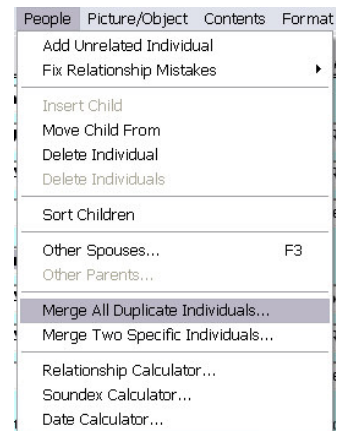 People Picture/Object Contents Format
Add Unrelated Individual
Fix Relationship Mistakes
Insert Child
Move Child From
Delete Individual
Delete Individuals
Sort Children
Other Spouses... F3
Other Parents...
Merge All Duplicate Individuals...
Merge Two Specific Individuals...
Relationship Calculator...
Soundex Calculator...
Date Calculator...